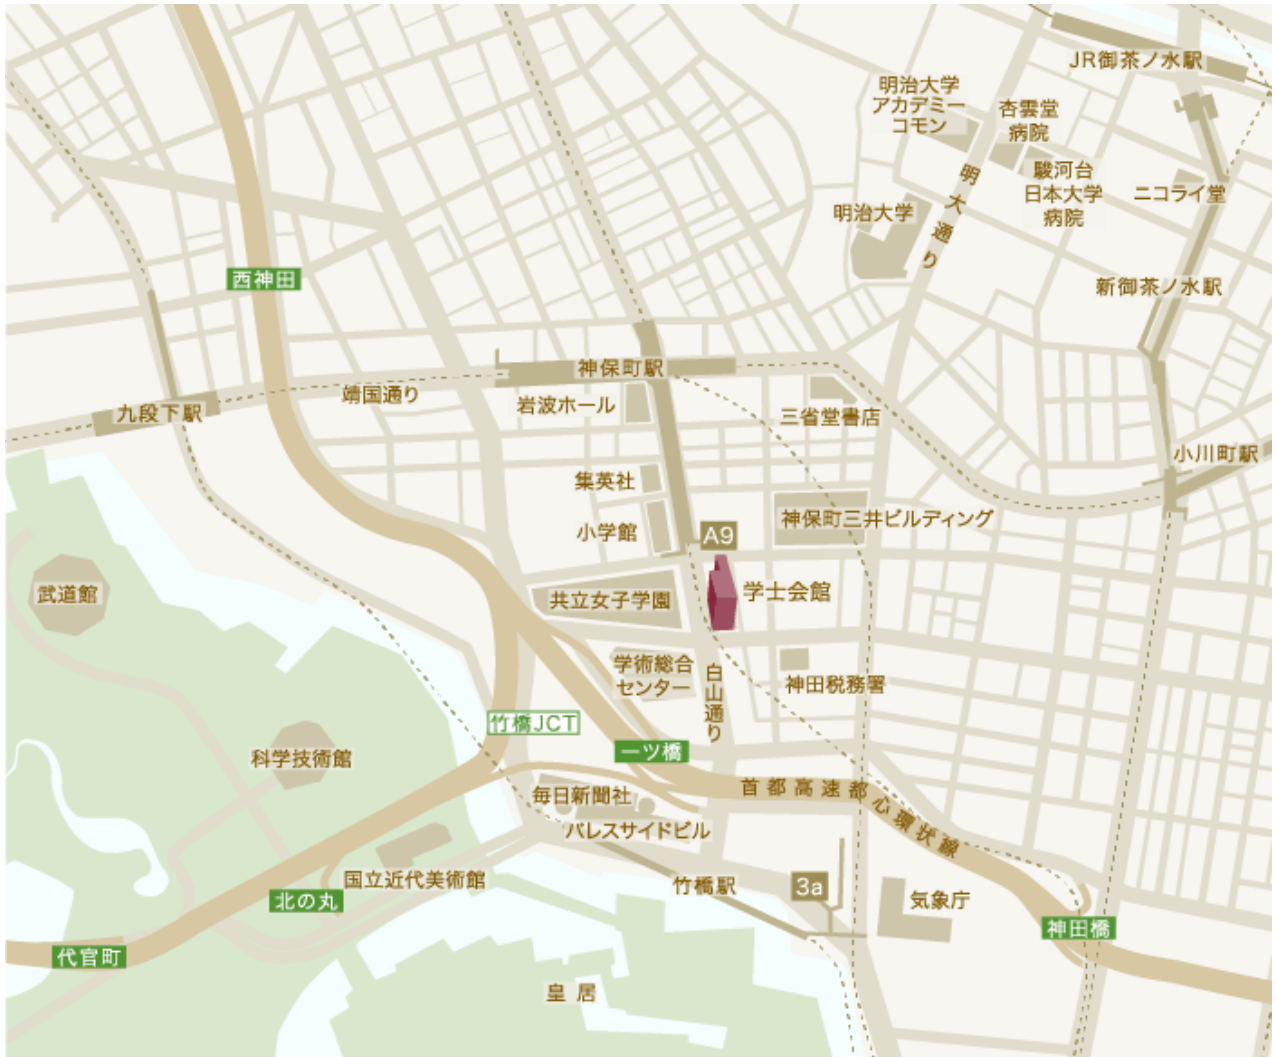 JR御茶ノ水駅
明治大学
アカデミー
コモン
杏雲堂
病院
駿河台
日本大学
病院
ニコライ堂
明大通り
明治大学
西神田
新御茶ノ水駅
神保町駅
靖国通り
岩波ホール
九段下駅
三省堂書店
小川町駅
集英社
神保町三井ビルディング
小学館
A9
武道館
共立女子学園
学士会館
学術総合
センター
白山通り
神田税務署
竹橋JCT
一ツ橋
科学技術館
首都高速都心環状線
毎日新聞社
パレスサイドビル
国立近代美術館
竹橋駅
3a
北の丸
気象庁
神田橋
代官町
皇居